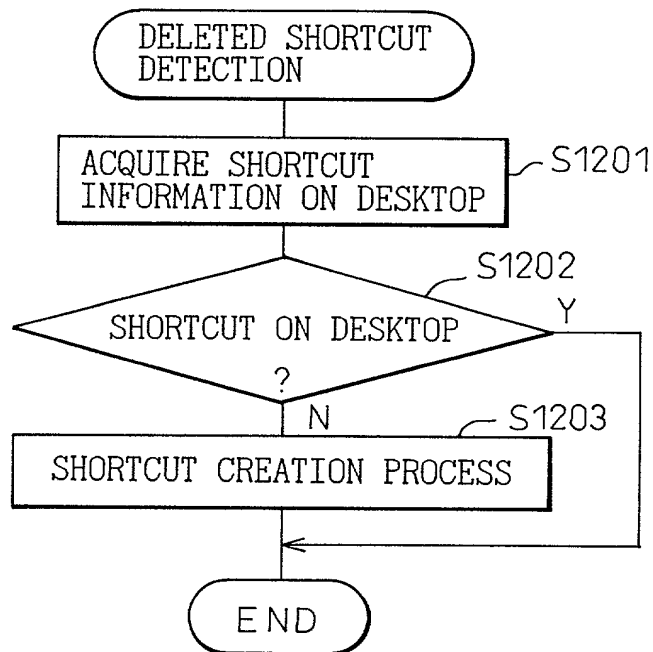 DELETED SHORTCUT
DETECTION
ACQUIRE SHORTCUT
INFORMATION ON DESKTOP
S1201
S1202
SHORTCUT ON DESKTOP
?
Y
N
S1203
SHORTCUT CREATION PROCESS
END